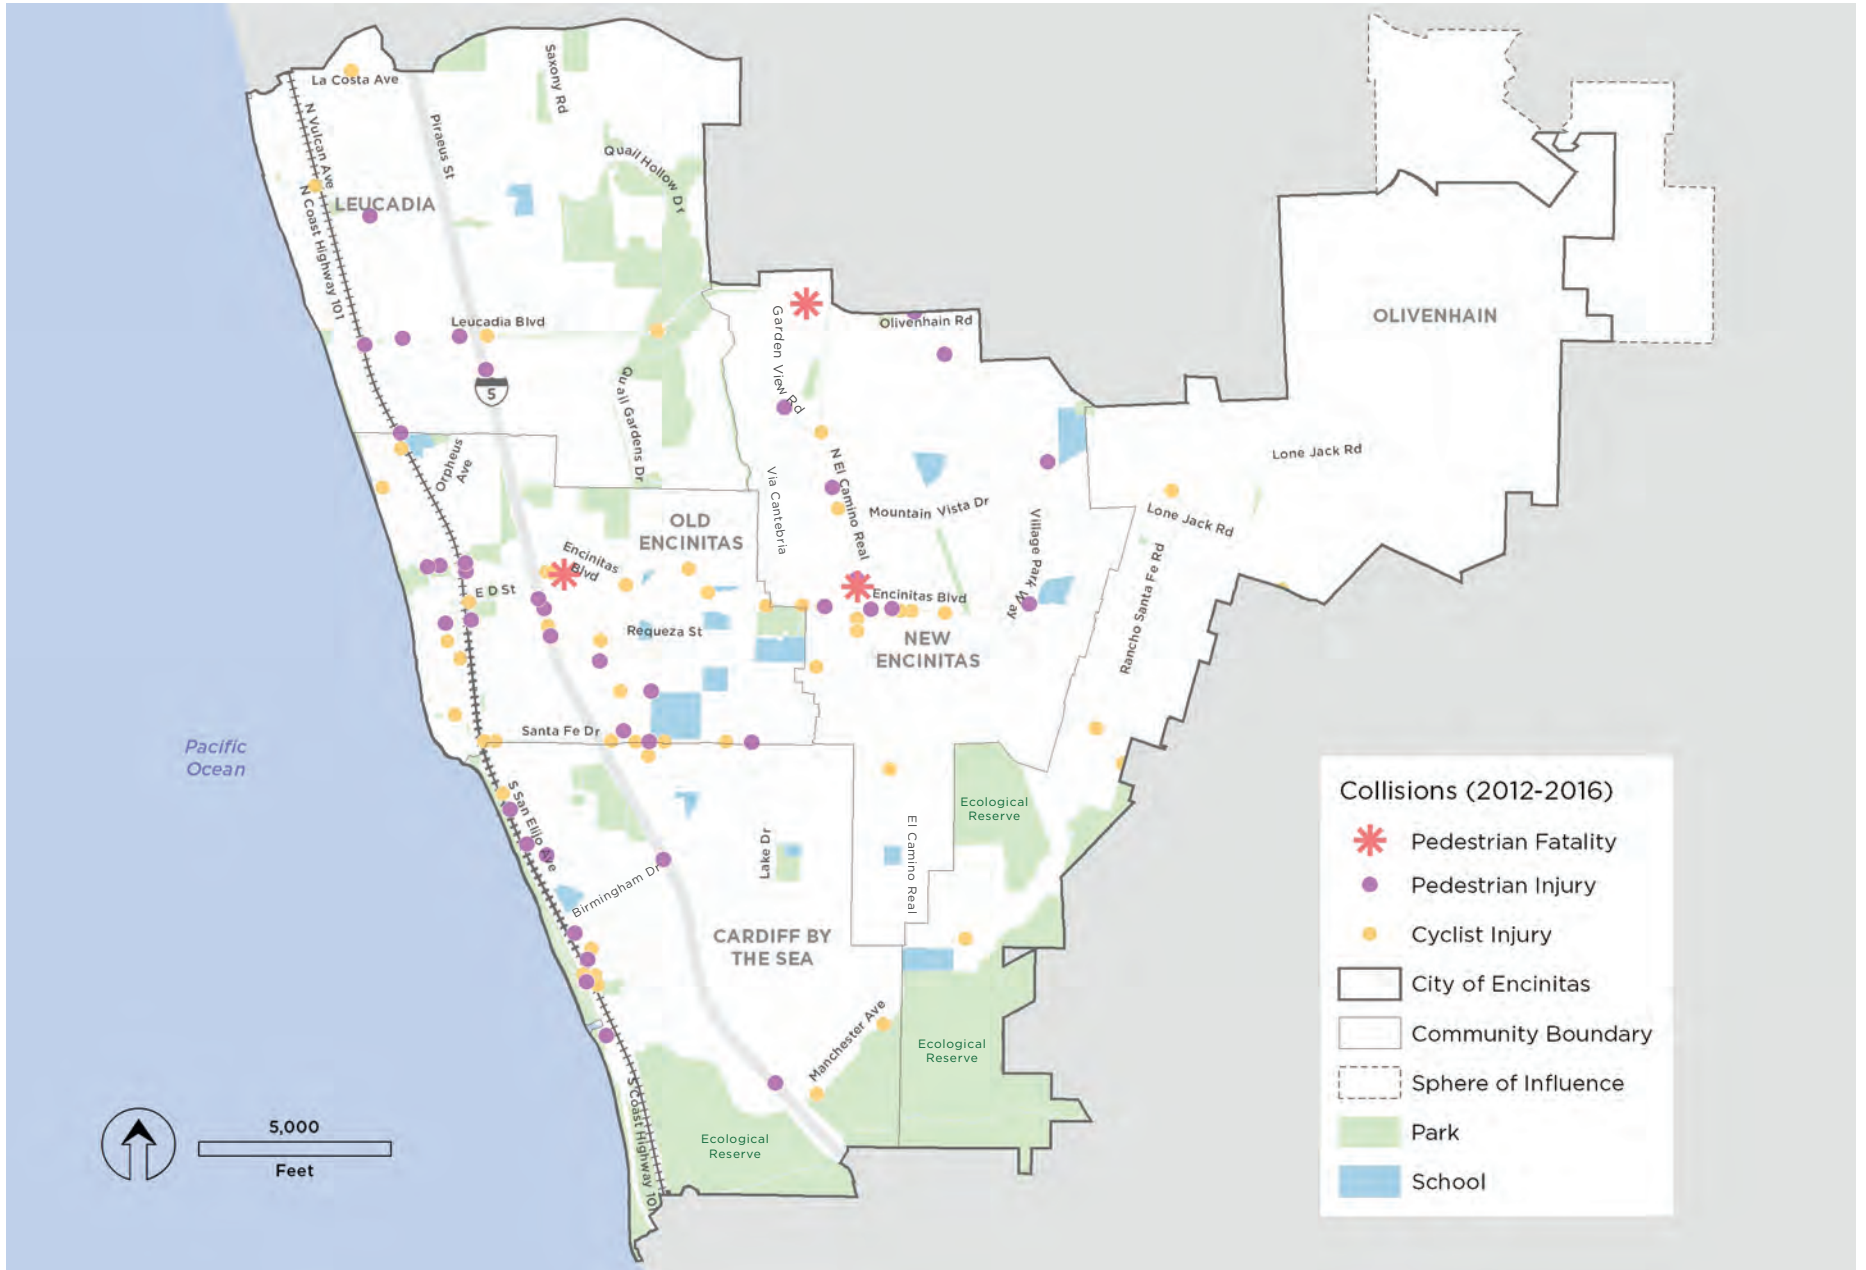 La Costa Ave
N Vulcan Ave
N Coast Highway 101
Piraeus St
Saxony Rd
Quail Hollow Dr
LEUCADIA
Leucadia Blvd
5
Quail Gardens Dr
Orpheus
Ave
Garden View Rd
Olivenhain Rd
OLIVENHAIN
Lone Jack Rd
Lone Jack Rd
Via Cantebria
N El Camino Real
Mountain Vista Dr
Village Park Way
Rancho Santa Fe Rd
OLD
ENCINITAS
Encinitas
Blvd
E D St
Requeza St
Encinitas Blvd
NEW
ENCINITAS
Santa Fe Dr
Pacific
Ocean
S San Elijo Ave
Birmingham Dr
Lake Dr
El Camino Real
Ecological
Reserve
CARDIFF BY
THE SEA
Manchester Ave
Ecological
Reserve
Ecological
Reserve
S Coast Highway 101
5,000
Feet
Collisions (2012-2016)
Pedestrian Fatality
Pedestrian Injury
Cyclist Injury
City of Encinitas
Community Boundary
Sphere of Influence
Park
School